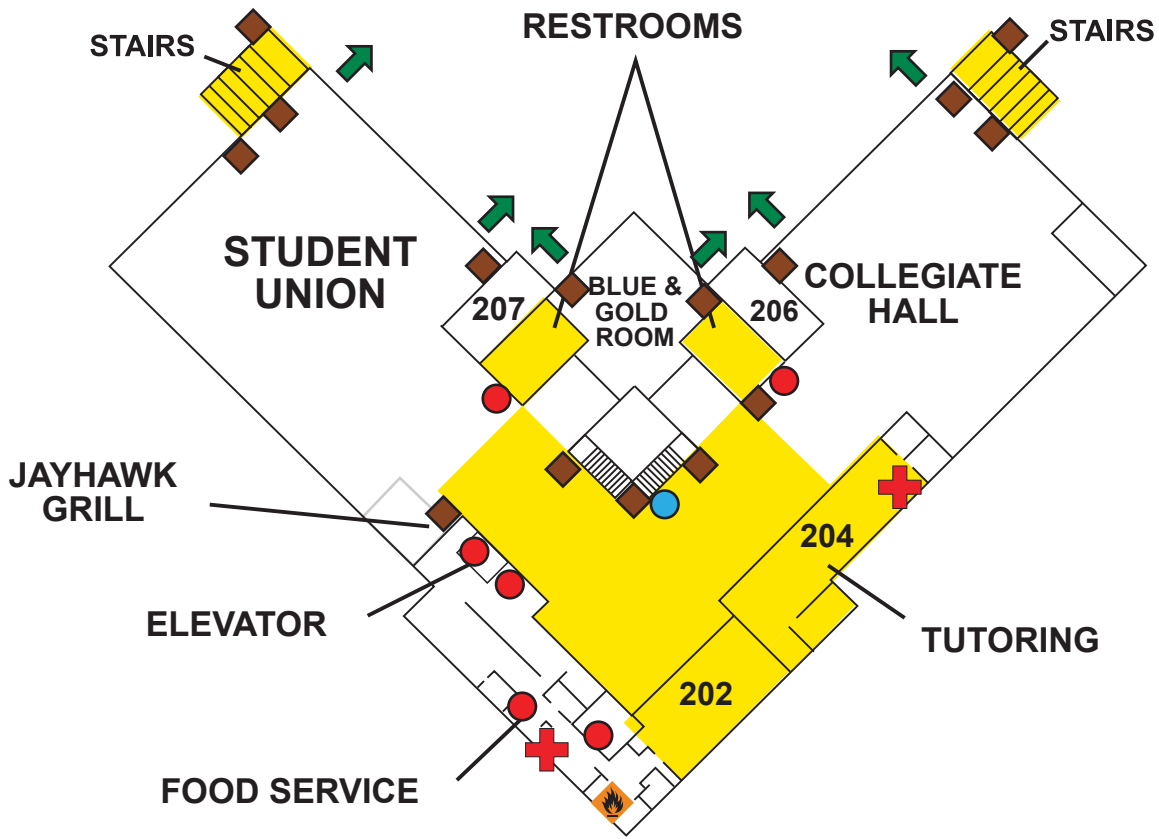 RESTROOMS
STAIRS
STAIRS
STUDENT
UNION
BLUE &
GOLD
ROOM
207
206
COLLEGIATE
HALL
JAYHAWK
GRILL
204
ELEVATOR
TUTORING
202
FOOD SERVICE